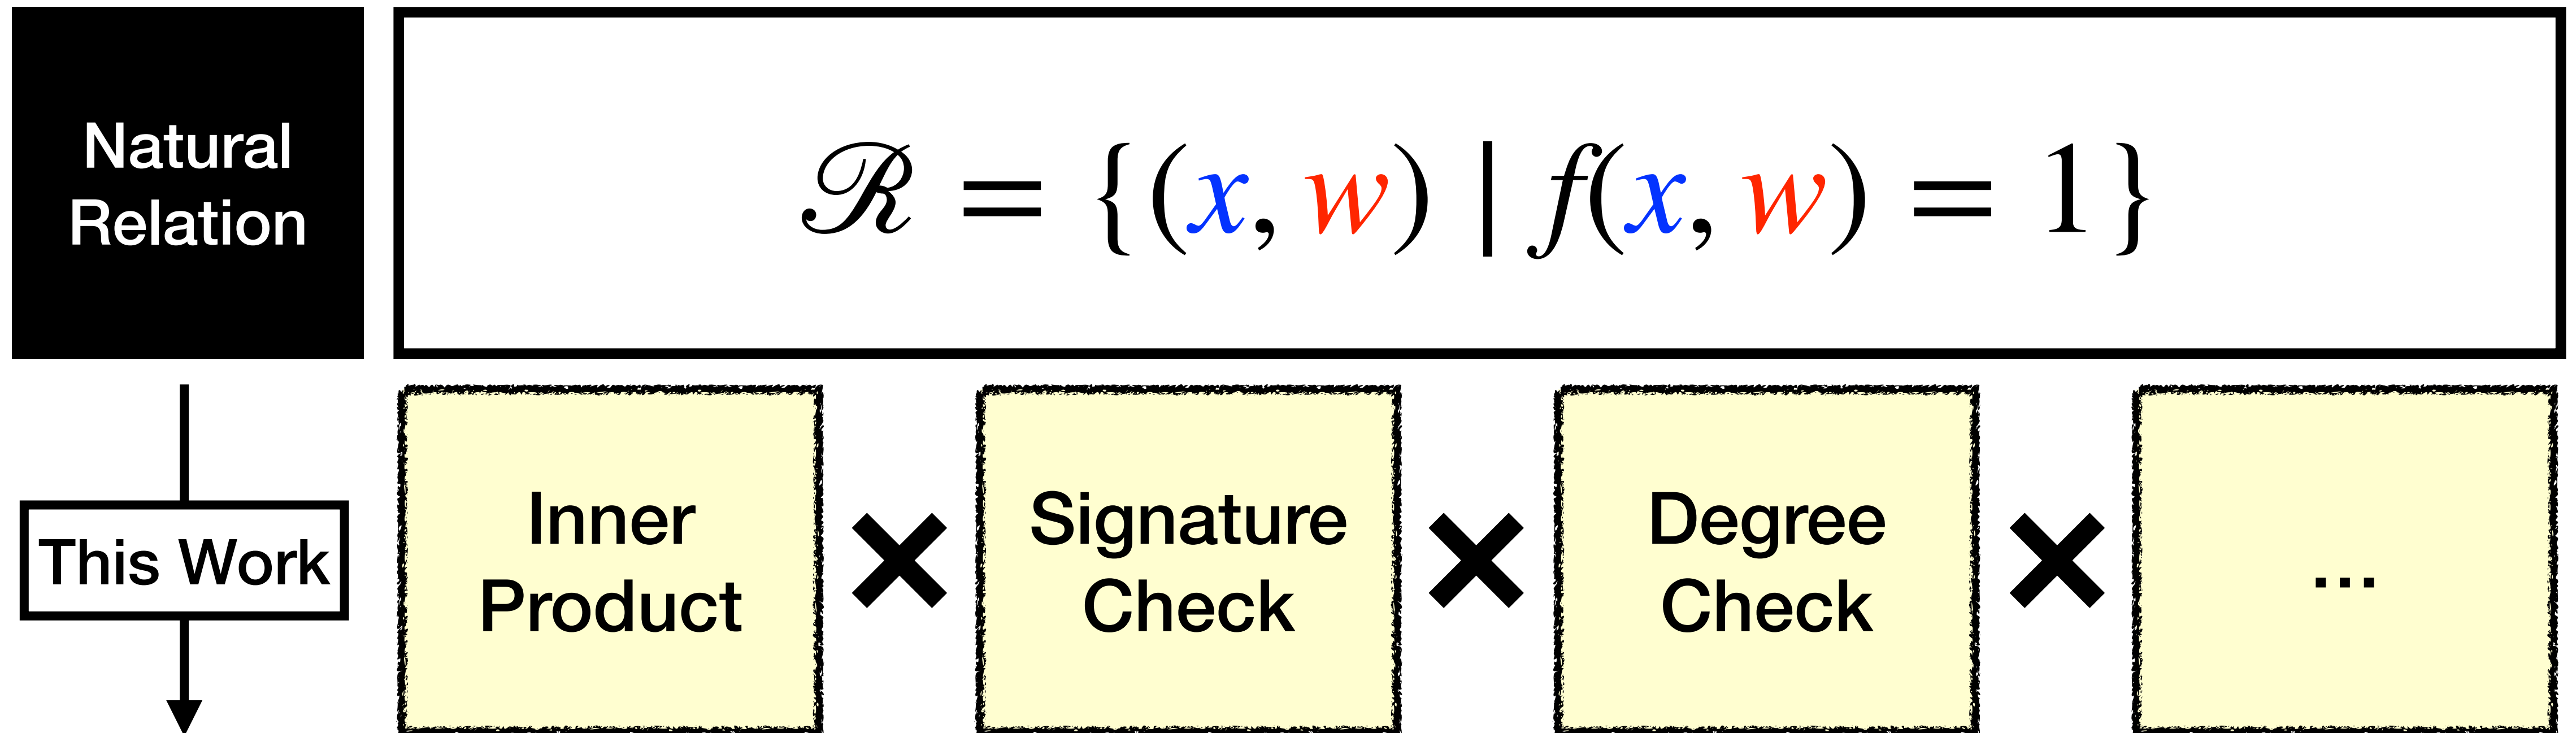 Natural
Relation
ℛ = {(x, w) | f(x, w) = 1}
This Work
Inner
Product
×
Signature
Check
×
Degree
Check
×
...